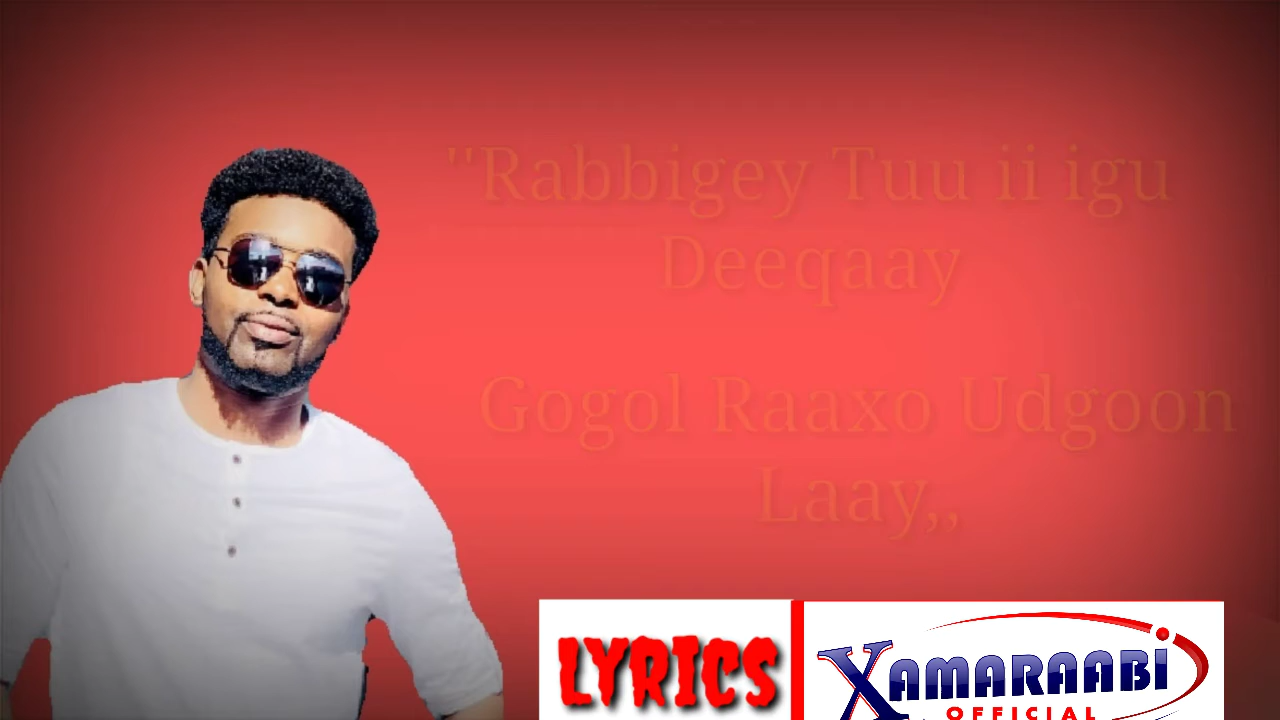 "Rabbigey Tuu ii igu
Deeqaay
Gogol Raaxo Udgoon
Laay,,
LYRICS
XAMARAABI
OFFICIAL